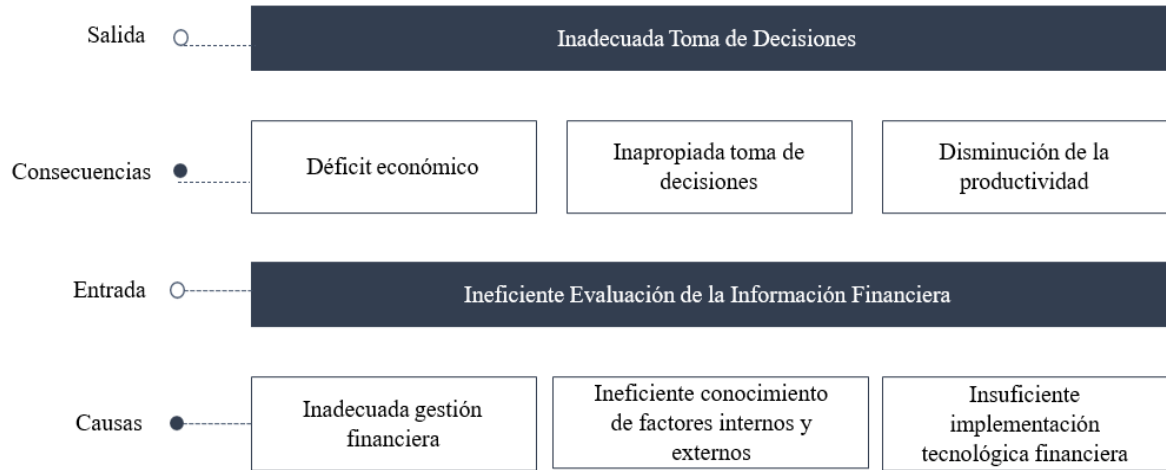 Salida
Inadecuada Toma de Decisiones
Consecuencias
Déficit económico
Inapropiada toma de
decisiones
Disminución de la
productividad
Entrada
Ineficiente Evaluación de la Información Financiera
Causas
Inadecuada gestión
financiera
Ineficiente conocimiento
de factores internos y
externos
Insuficiente
implementación
tecnológica financiera